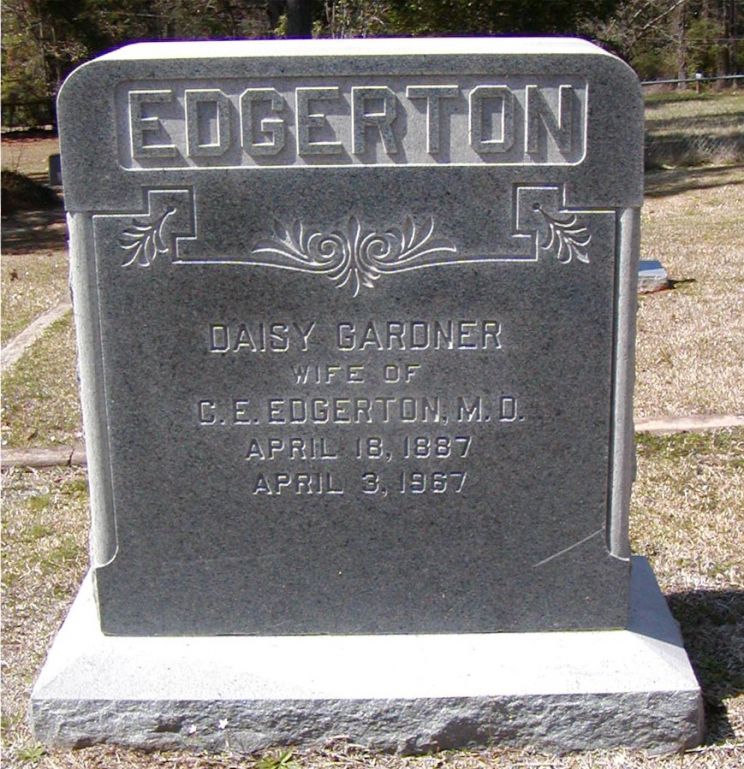 EDGERTON
DAISY GARDNER
WIFE OF
C. E. EDGERTON, M. D.
APRIL 18, 1887
APRIL 3, 1967